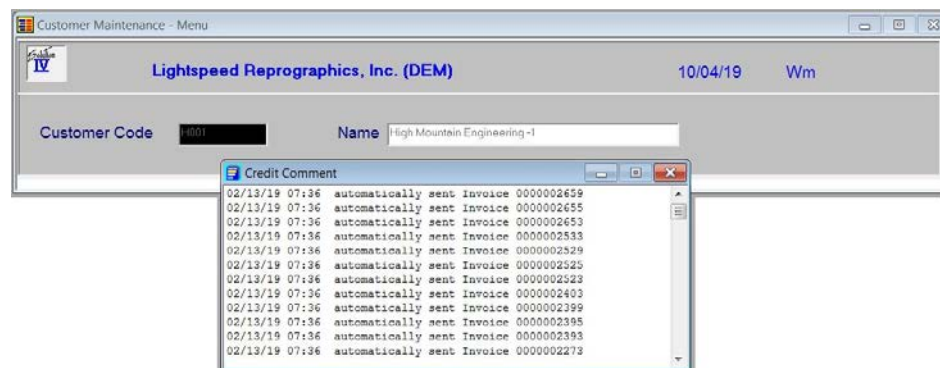 Customer Maintenance - Menu
IV
Lightspeed Reprographics, Inc. (DEM) 10/04/19 Wm
Customer Code H001 Name High Mountain Engineering -1
Credit Comment
02/13/19 07:36 automatically sent Invoice 0000002659
02/13/19 07:36 automatically sent Invoice 0000002655
02/13/19 07:36 automatically sent Invoice 0000002653
02/13/19 07:36 automatically sent Invoice 0000002533
02/13/19 07:36 automatically sent Invoice 0000002529
02/13/19 07:36 automatically sent Invoice 0000002525
02/13/19 07:36 automatically sent Invoice 0000002523
02/13/19 07:36 automatically sent Invoice 0000002403
02/13/19 07:36 automatically sent Invoice 0000002399
02/13/19 07:36 automatically sent Invoice 0000002395
02/13/19 07:36 automatically sent Invoice 0000002393
02/13/19 07:36 automatically sent Invoice 0000002273